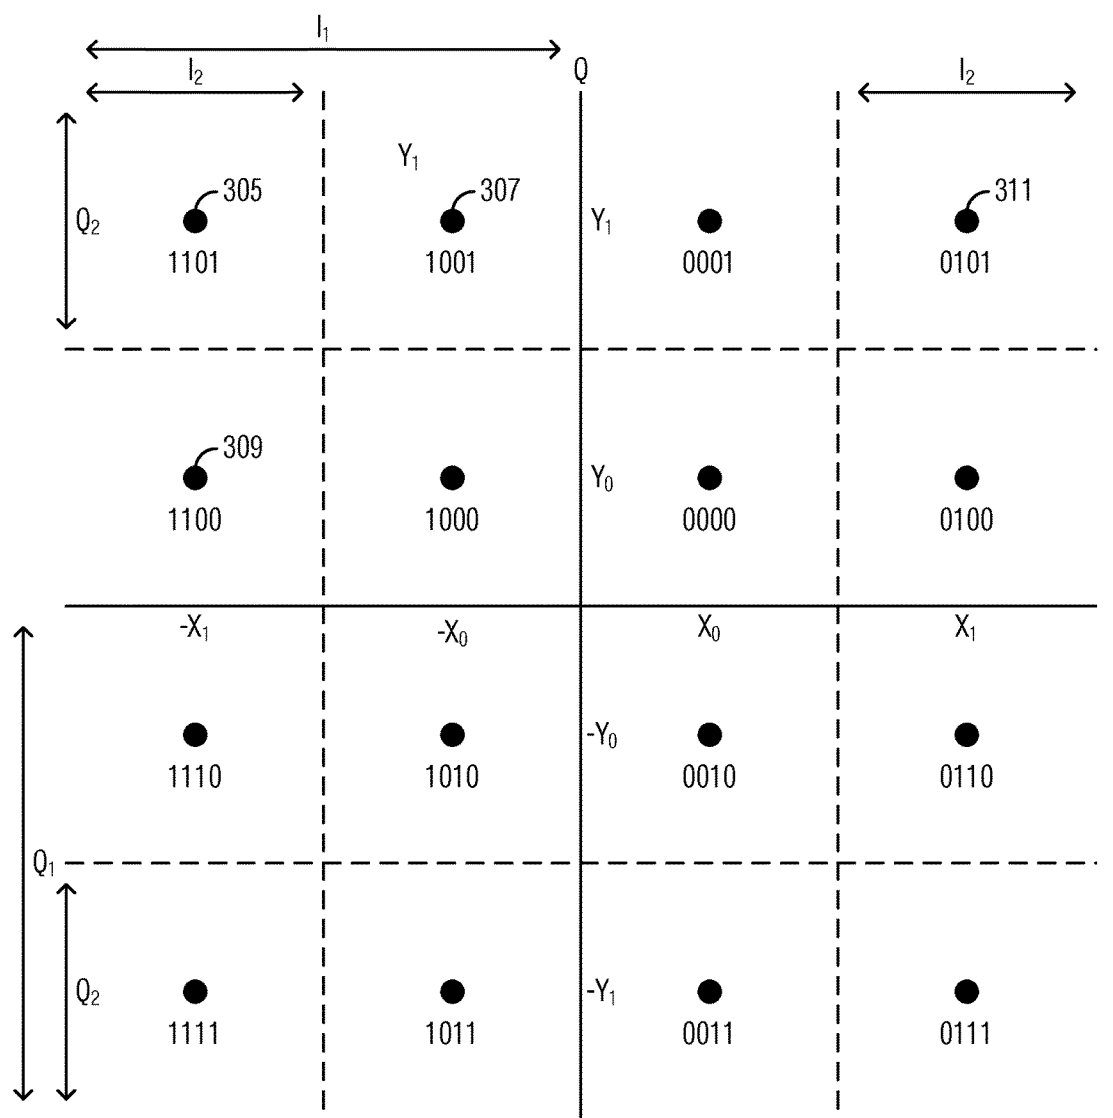 I₁
I₂ Q I₂
Y₁
305 307 311
Q₂ Y₁
1101 1001 0001 0101
309
Y₀
1100 1000 0000 0100
-X₁ -X₀ X₀ X₁
-Y₀
1110 1010 0010 0110
Q₁
Q₂ -Y₁
1111 1011 0011 0111